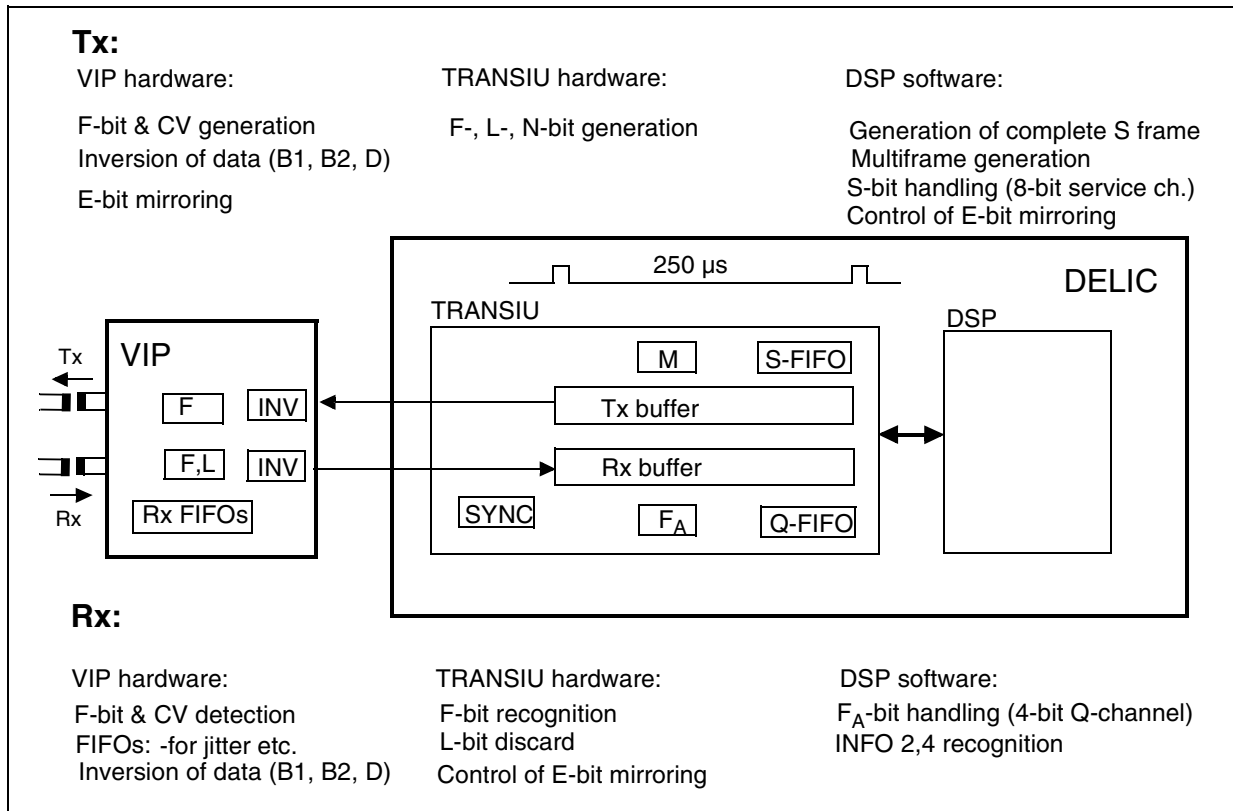 Tx:
VIP hardware:
TRANSIU hardware:
DSP software:
F-bit & CV generation
Inversion of data (B1, B2, D)
E-bit mirroring
F-, L-, N-bit generation
Generation of complete S frame
Multiframe generation
S-bit handling (8-bit service ch.)
Control of E-bit mirroring
250 µs
DELIC
TRANSIU
DSP
VIP
Tx
M
S-FIFO
F
INV
Tx buffer
F,L
INV
Rx buffer
Rx
Rx FIFOs
SYNC
FA
Q-FIFO
Rx:
VIP hardware:
F-bit & CV detection
FIFOs: -for jitter etc.
Inversion of data (B1, B2, D)
TRANSIU hardware:
F-bit recognition
L-bit discard
Control of E-bit mirroring
DSP software:
FA-bit handling (4-bit Q-channel)
INFO 2,4 recognition